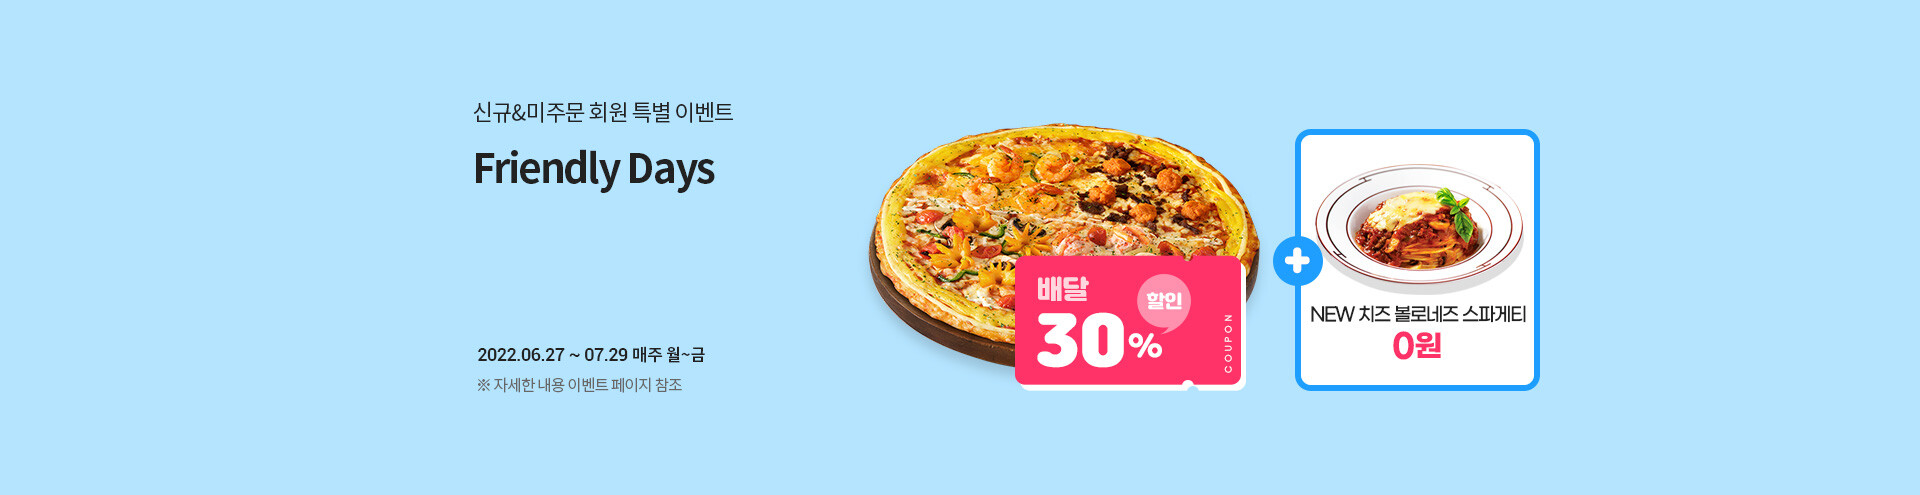 신규&미주문 회원 특별 이벤트
Friendly Days
2022.06.27 ~ 07.29 매주 월~금
※ 자세한 내용 이벤트 페이지 참조
배달
할인
30%
COUPON
NEW 치즈 볼로네즈 스파게티
0원